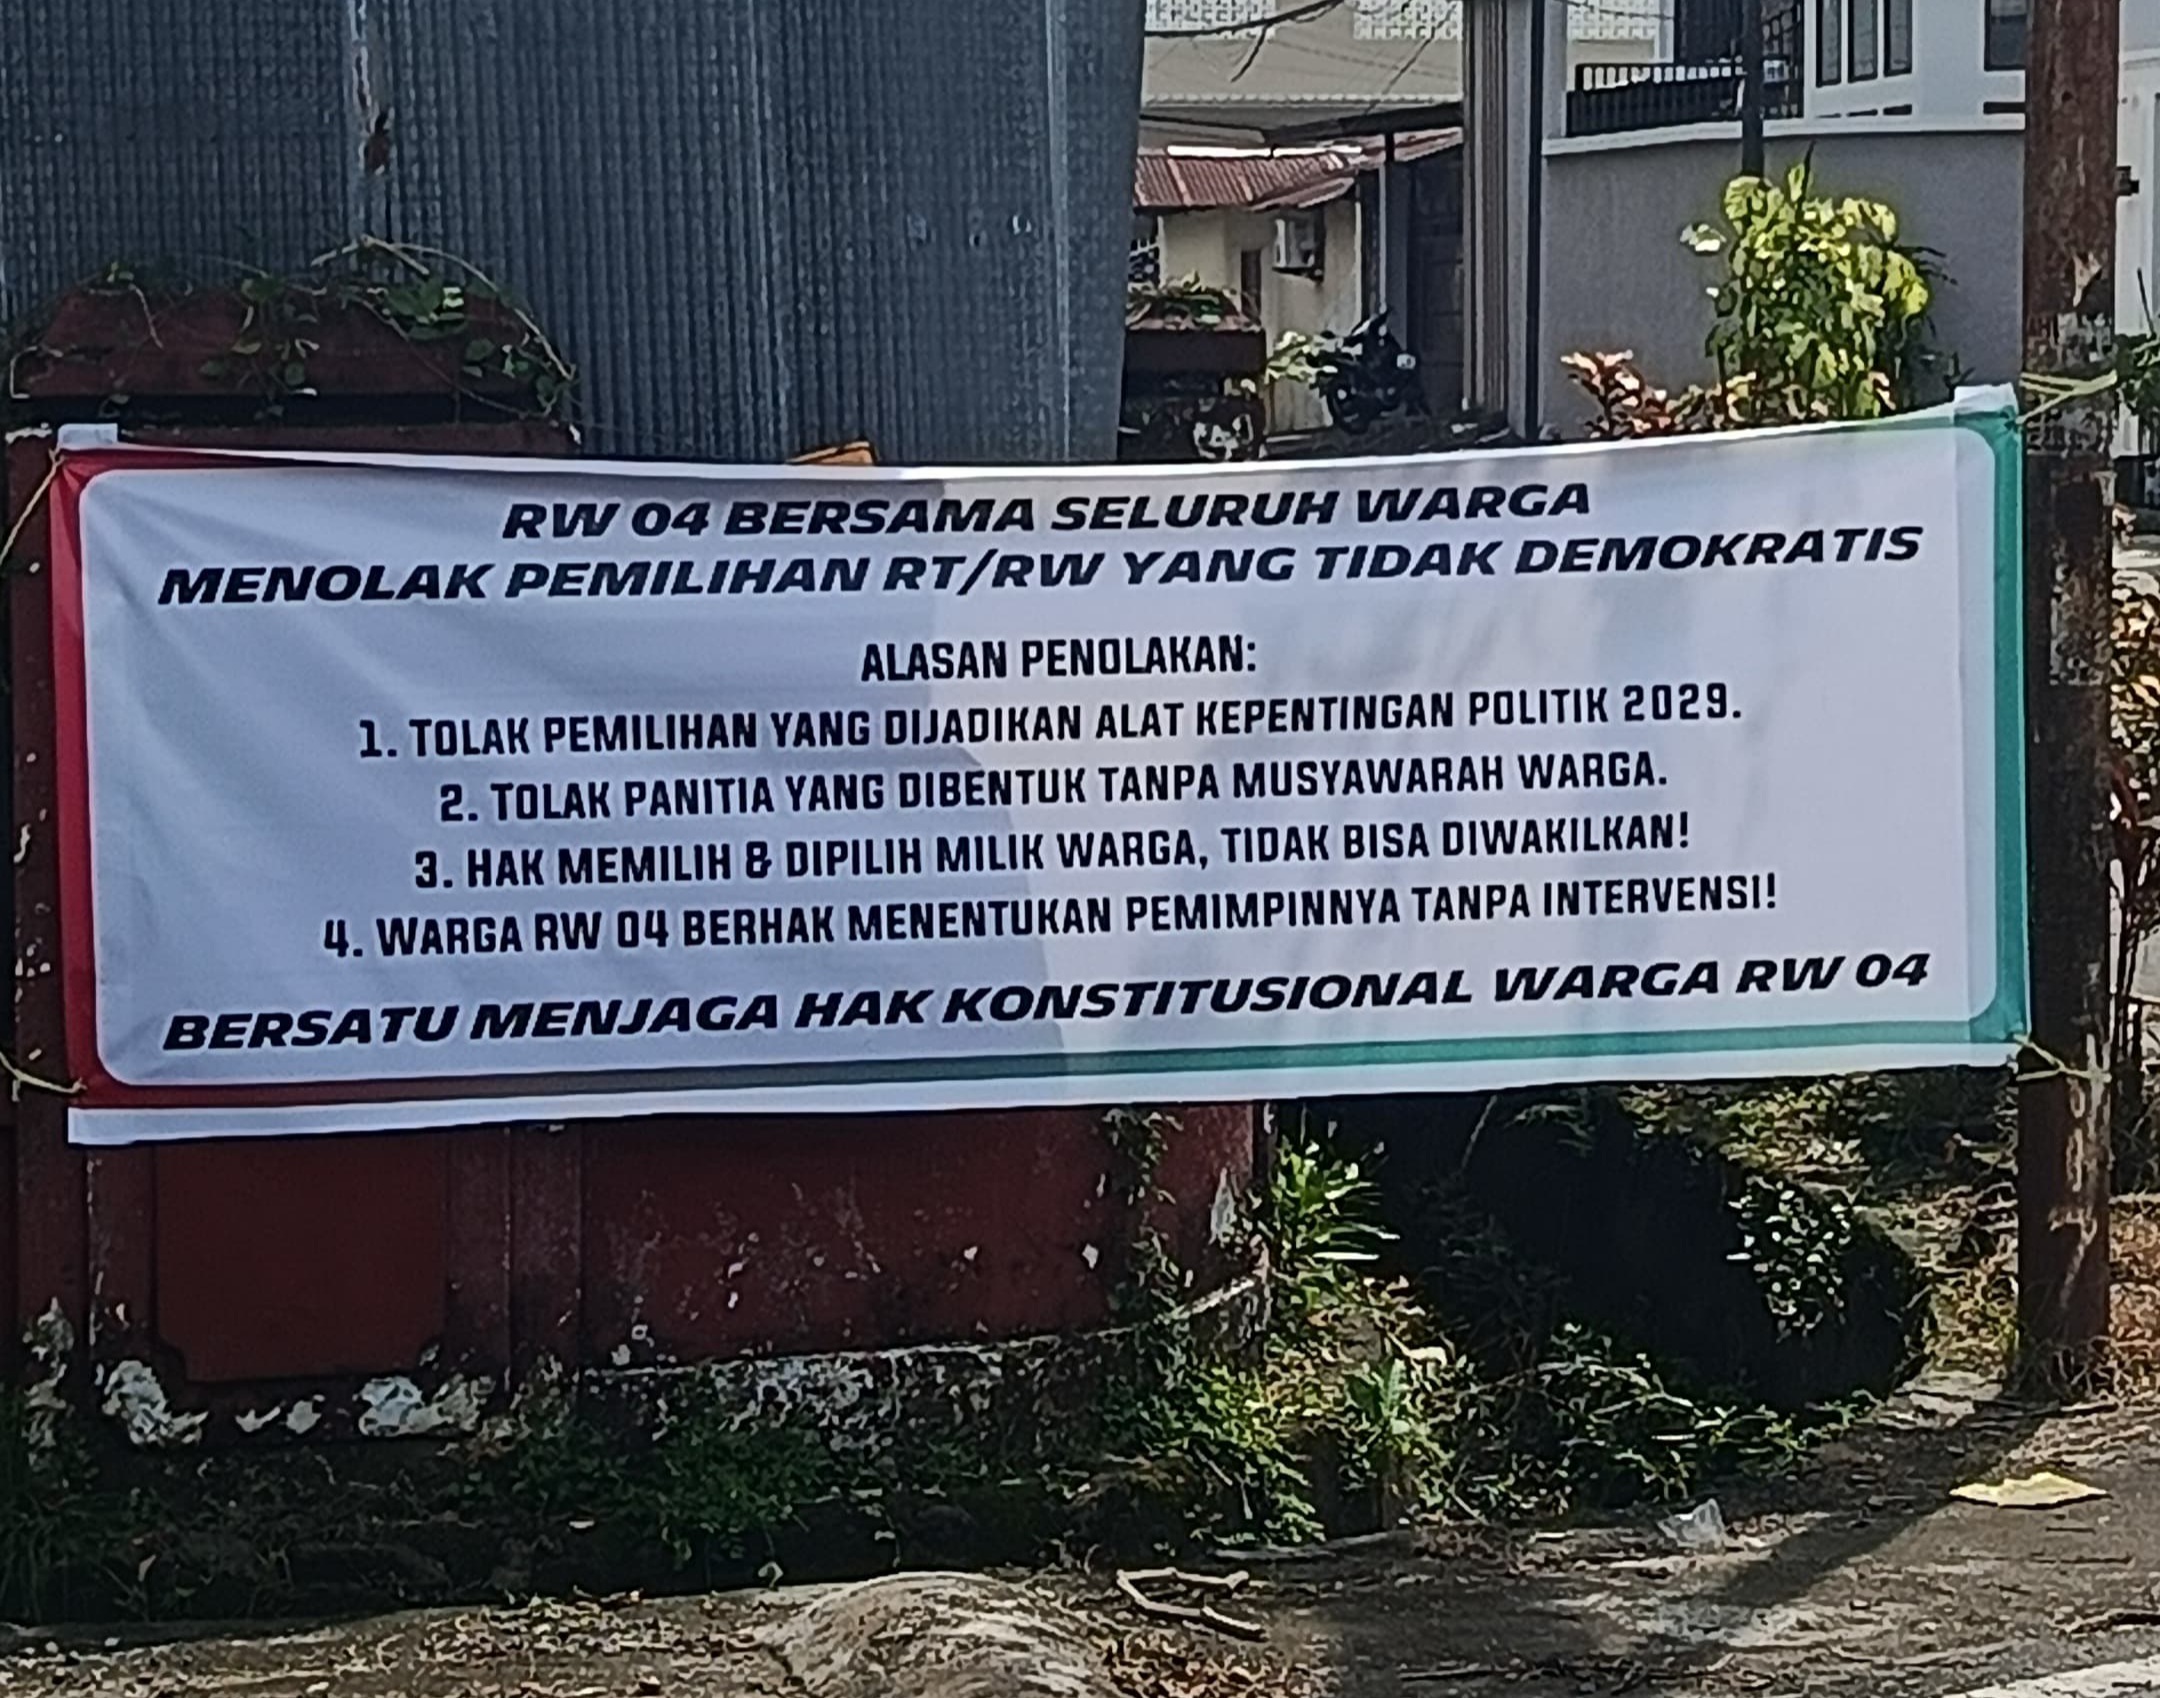 RW 04 BERSAMA SELURUH WARGA
MENOLAK PEMILIHAN RT/RW YANG TIDAK DEMOKRATIS
ALASAN PENOLAKAN:
1. TOLAK PEMILIHAN YANG DIJADIKAN ALAT KEPENTINGAN POLITIK 2029.
2. TOLAK PANITIA YANG DIBENTUK TANPA MUSYAWARAH WARGA.
3. HAK MEMILIH & DIPILIH MILIK WARGA, TIDAK BISA DIWAKILKAN!
4. WARGA RW 04 BERHAK MENENTUKAN PEMIMPINNYA TANPA INTERVENSI!
BERSATU MENJAGA HAK KONSTITUSIONAL WARGA RW 04